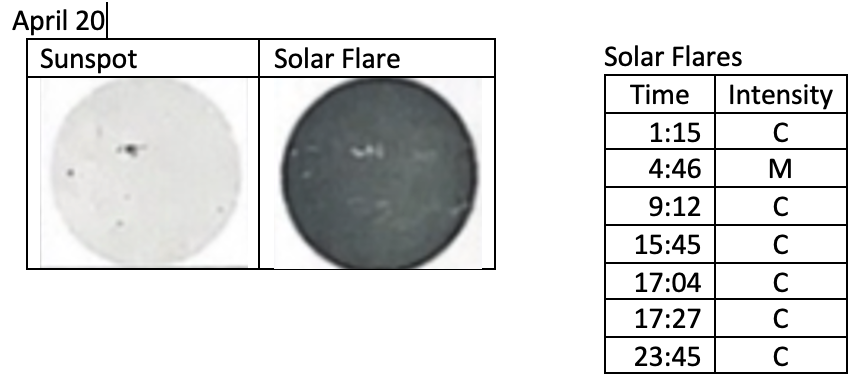 April 20
Sunspot Solar Flare
Solar Flares
Time Intensity
1:15 C
4:46 M
9:12 C
15:45 C
17:04 C
17:27 C
23:45 C